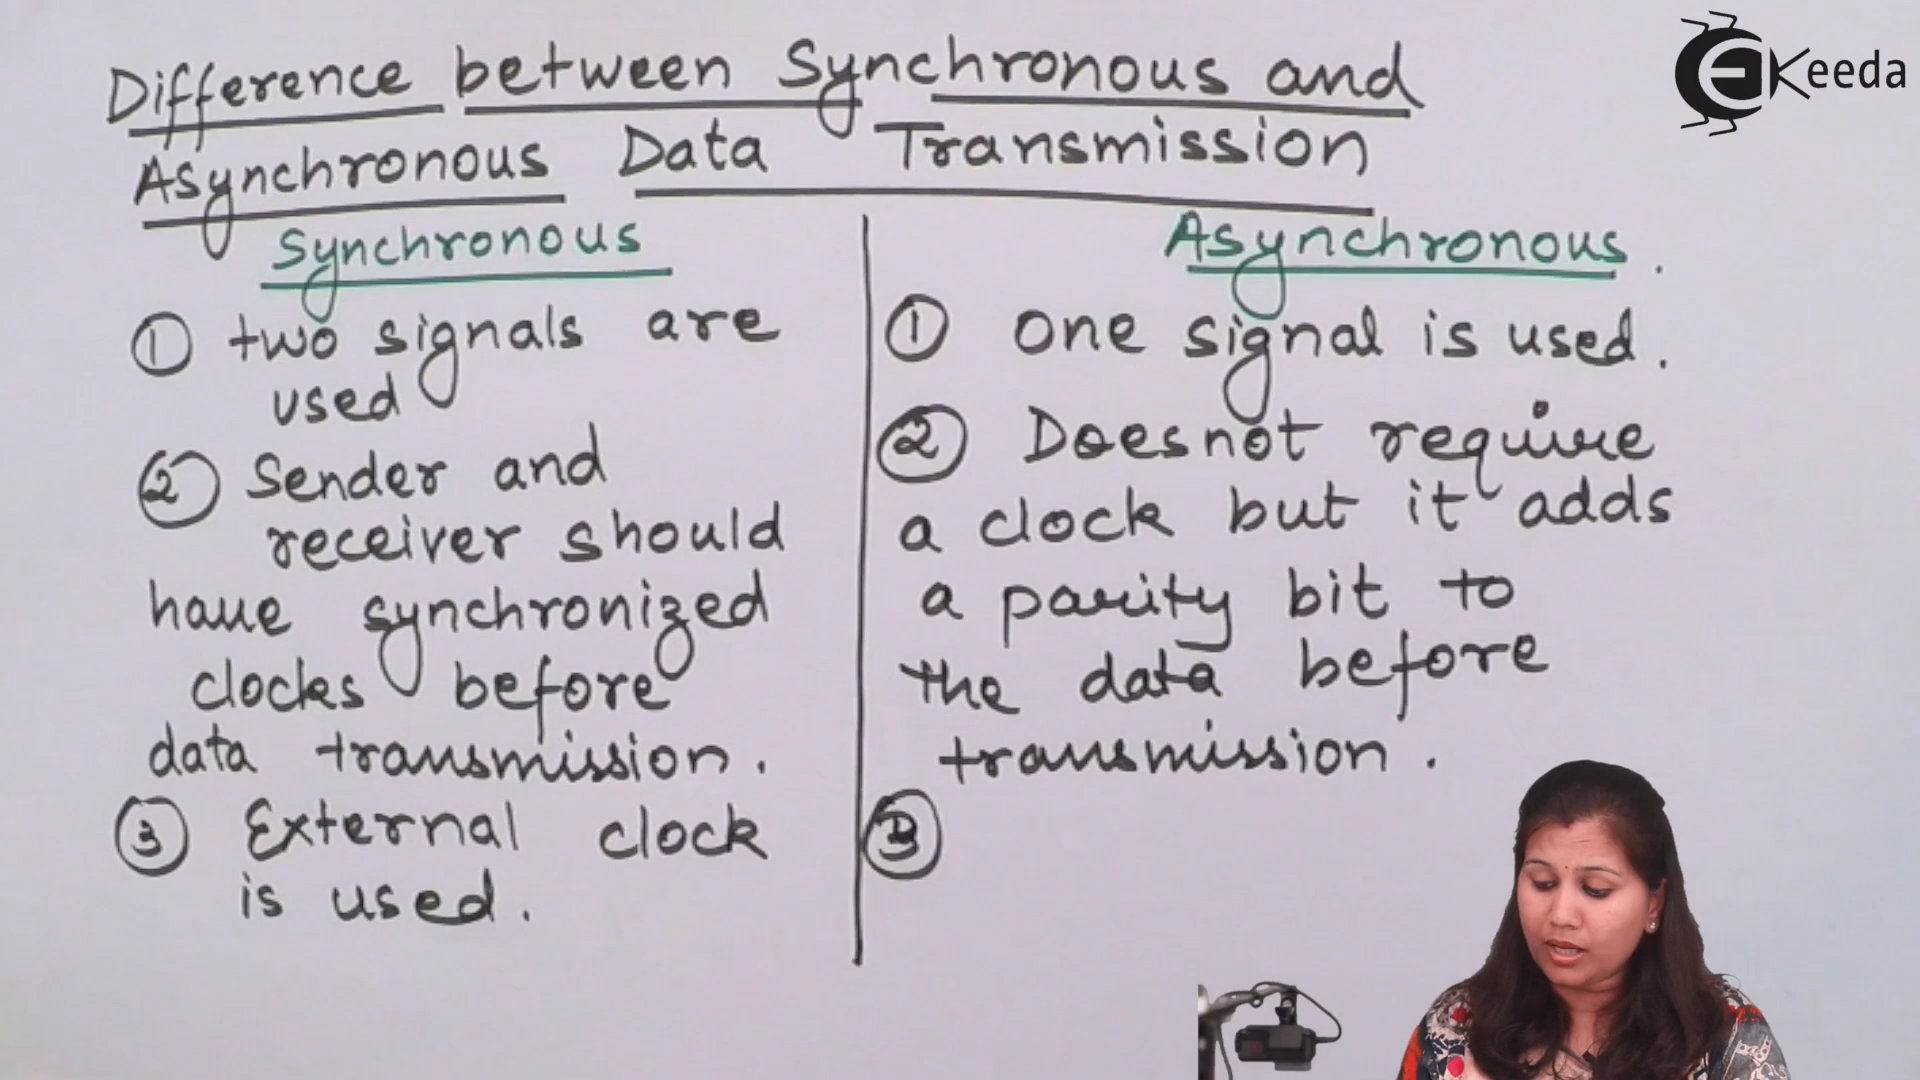 Difference between Synchronous and
Asynchronous Data Transmission
EKeeda
Synchronous
① two signals are
used
② Sender and
receiver should
have synchronized
clocks before
data transmission.
③ External clock
is used.
Asynchronous.
① One signal is used.
② Doesnot require
a clock but it adds
a parity bit to
the data before
transmission.
③